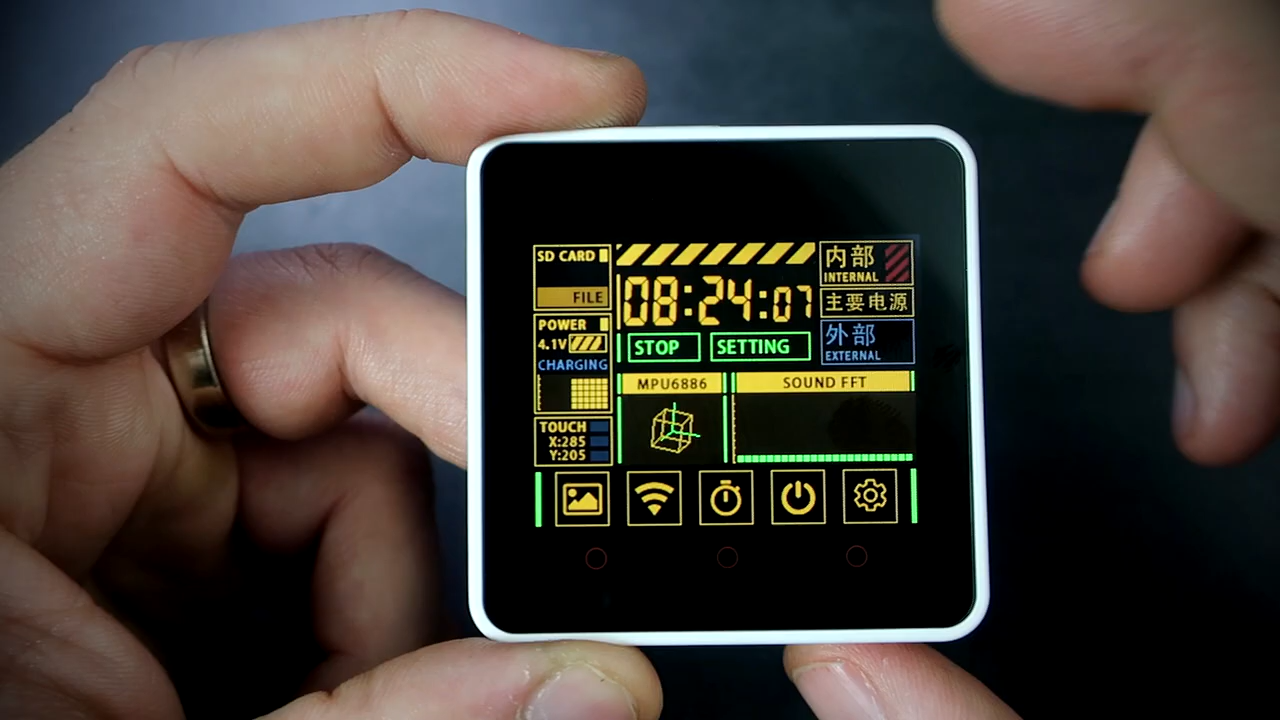 SD CARD
FILE
POWER
4.1V
CHARGING
TOUCH
X:285
Y:205
08:24:07
STOP
SETTING
MPU6886
SOUND FFT
内部
INTERNAL
主要电源
外部
EXTERNAL